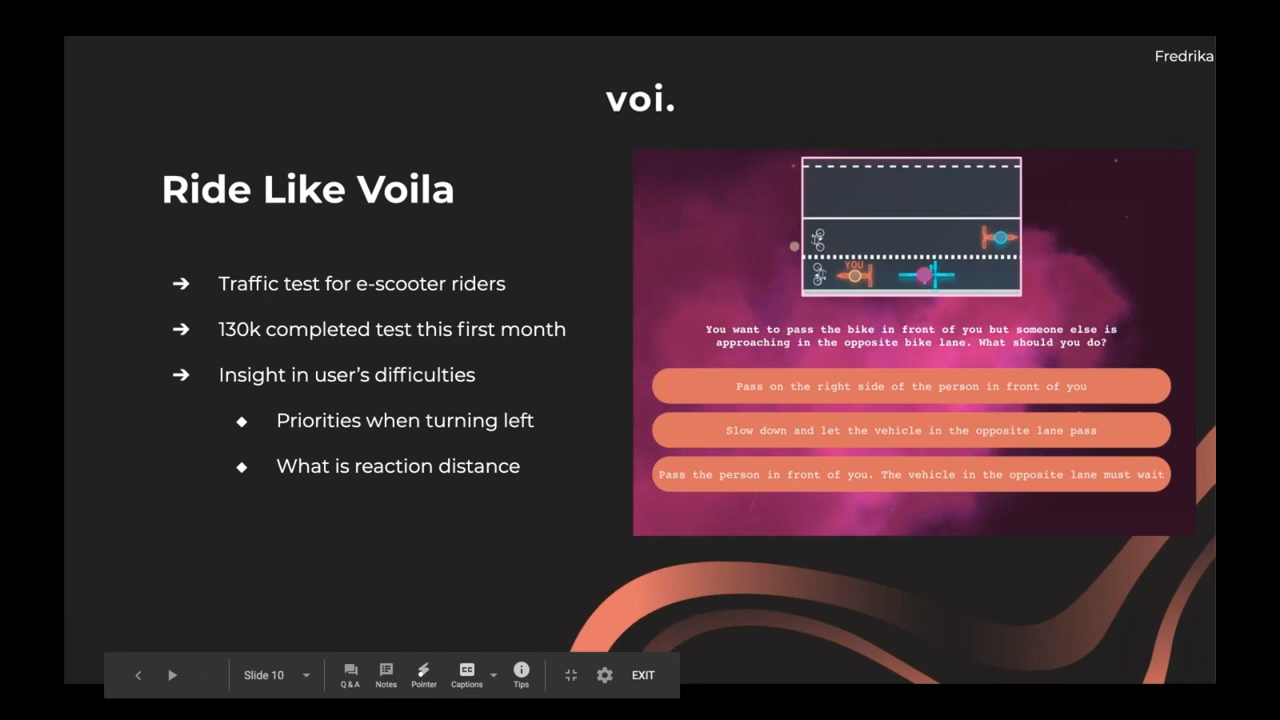 Fredrika
voi.
Ride Like Voila
➔ Traffic test for e-scooter riders
➔ 130k completed test this first month
➔ Insight in user's difficulties
◆ Priorities when turning left
◆ What is reaction distance
YOU
You want to pass the bike in front of you but someone else is
approaching in the opposite bike lane. What should you do?
Pass on the right side of the person in front of you
Slow down and let the vehicle in the opposite lane pass
Pass the person in front of you. The vehicle in the opposite lane must wait
Slide 10
Q & A
Notes
Pointer
CC
Captions
Tips
EXIT